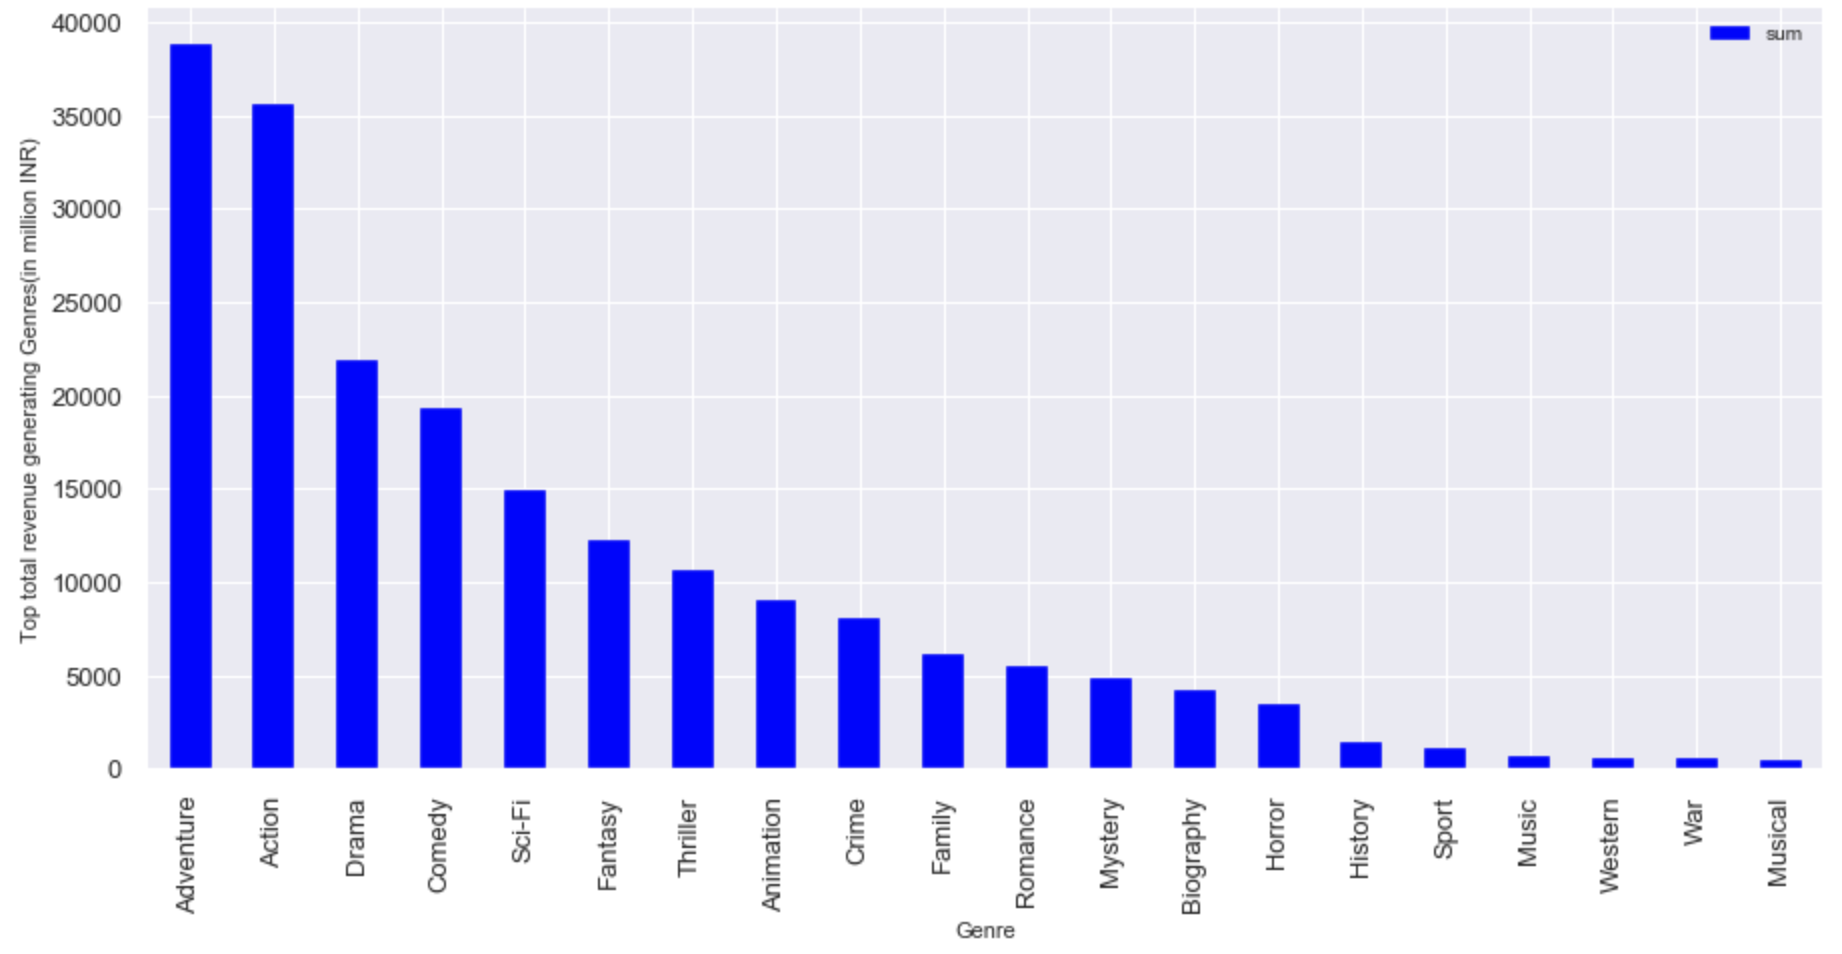 40000
35000
30000
25000
20000
15000
10000
5000
0
Top total revenue generating Genres(in million INR)
sum
Adventure
Action
Drama
Comedy
Sci-Fi
Fantasy
Thriller
Animation
Crime
Family
Romance
Mystery
Biography
Horror
History
Sport
Music
Western
War
Musical
Genre